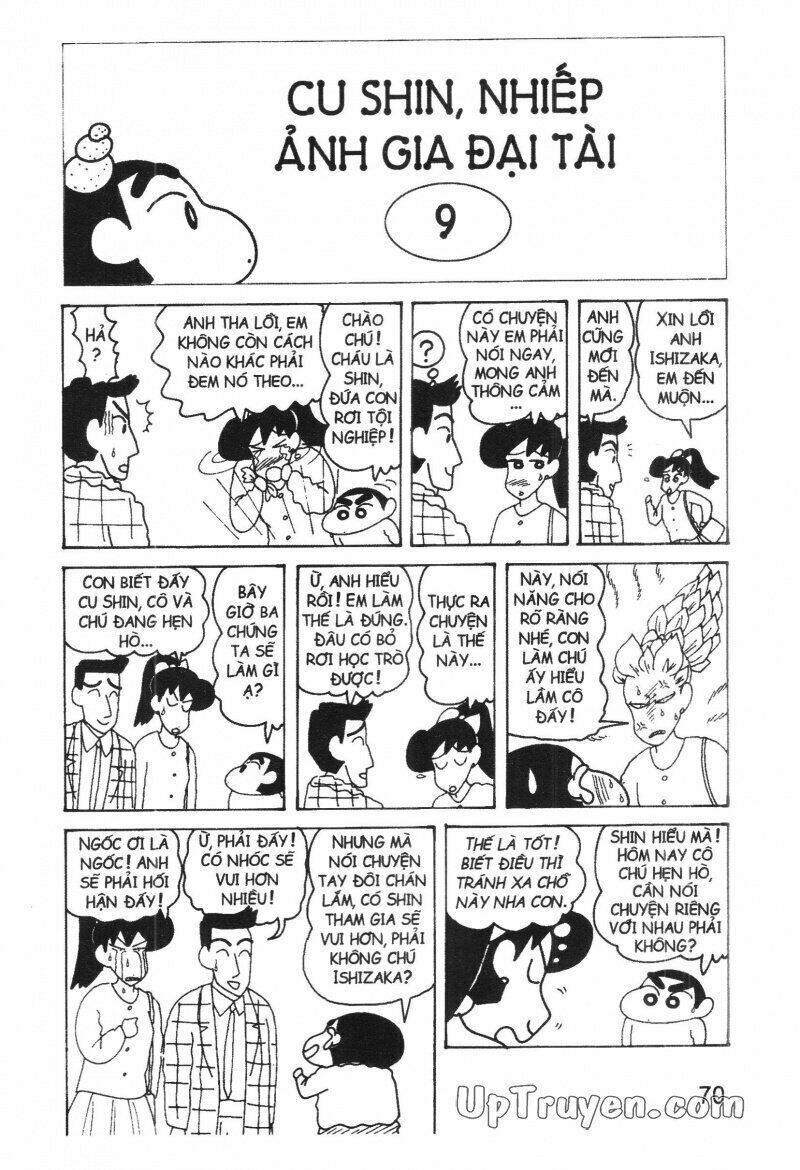 CU SHIN, NHIẾP
ẢNH GIA ĐẠI TÀI
9
XIN LỖI
ANH
ISHIZAKA,
EM ĐẾN
MUỘN...
ANH
CŨNG
MỚI
ĐẾN
MÀ.
CÓ CHUYỆN
NÀY EM PHẢI
NÓI NGAY,
MONG ANH
THÔNG CẢM
...
?
CHÀO
CHÚ!
CHÁU LÀ
SHIN,
ĐỨA CON
RƠI TỘI
NGHIỆP!
ANH THA LỖI, EM
KHÔNG CÒN CÁCH
NÀO KHÁC PHẢI
ĐEM NÓ THEO...
HẢ
?
NÀY, NÓI
NĂNG CHO
RÕ RÀNG
NHÉ, CON
LÀM CHÚ
ẤY HIỂU
LẦM CÔ
ĐẤY!
THỰC RA
CHUYỆN
LÀ THẾ
NÀY...
Ừ, ANH HIỂU
RỒI! EM LÀM
THẾ LÀ ĐÚNG.
ĐÂU CÓ BỎ
RƠI HỌC TRÒ
ĐƯỢC!
BÂY
GIỜ BA
CHÚNG
TA SẼ
LÀM GÌ
Ạ?
CON BIẾT ĐẤY
CU SHIN, CÔ VÀ
CHÚ ĐANG HẸN
HÒ...
SHIN HIỂU MÀ!
HÔM NAY CÔ
CHÚ HẸN HÒ,
CẦN NÓI
CHUYỆN RIÊNG
VỚI NHAU PHẢI
KHÔNG?
THẾ LÀ TỐT!
BIẾT ĐIỀU THÌ
TRÁNH XA CHỖ
NÀY NHA CON.
NHƯNG MÀ
NÓI CHUYỆN
TAY ĐÔI CHÁN
LẮM, CÓ SHIN
THAM GIA SẼ
VUI HƠN, PHẢI
KHÔNG CHÚ
ISHIZAKA?
Ừ, PHẢI ĐẤY!
CÓ NHÓC SẼ
VUI HƠN
NHIỀU!
NGỐC ƠI LÀ
NGỐC! ANH
SẼ PHẢI HỐI
HẬN ĐẤY!
70
UpTruyen.com